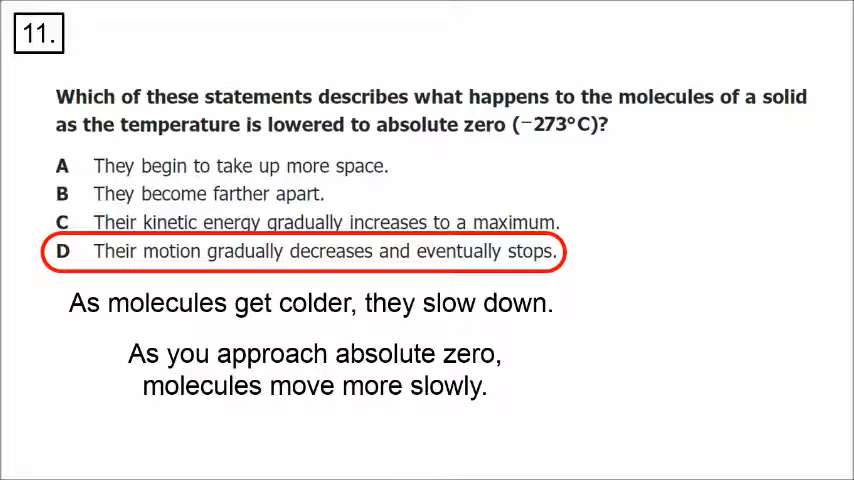 11.
Which of these statements describes what happens to the molecules of a solid
as the temperature is lowered to absolute zero (−273°C)?
A They begin to take up more space.
B They become farther apart.
C Their kinetic energy gradually increases to a maximum.
D Their motion gradually decreases and eventually stops.
As molecules get colder, they slow down.
As you approach absolute zero,
molecules move more slowly.